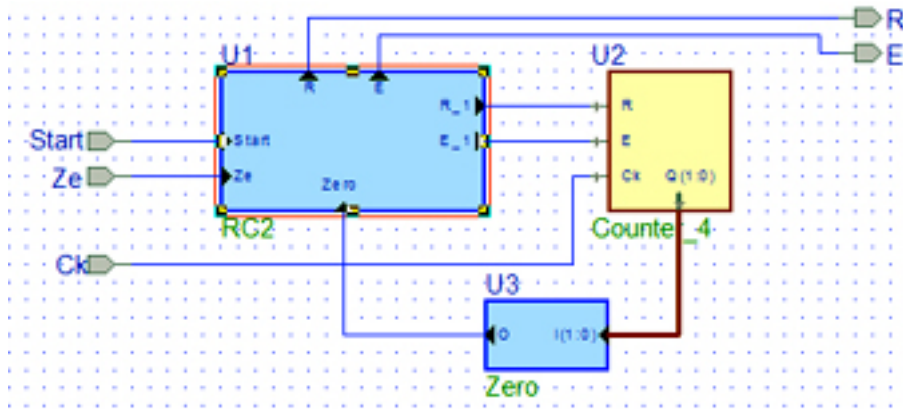 R
E
U1
U2
R
E
R_1
R
Start
Start
E_1
E
Ze
Ze
Zero
Ck
Q(1:0)
RC2
Counter_4
Ck
U3
O
I(1:0)
Zero